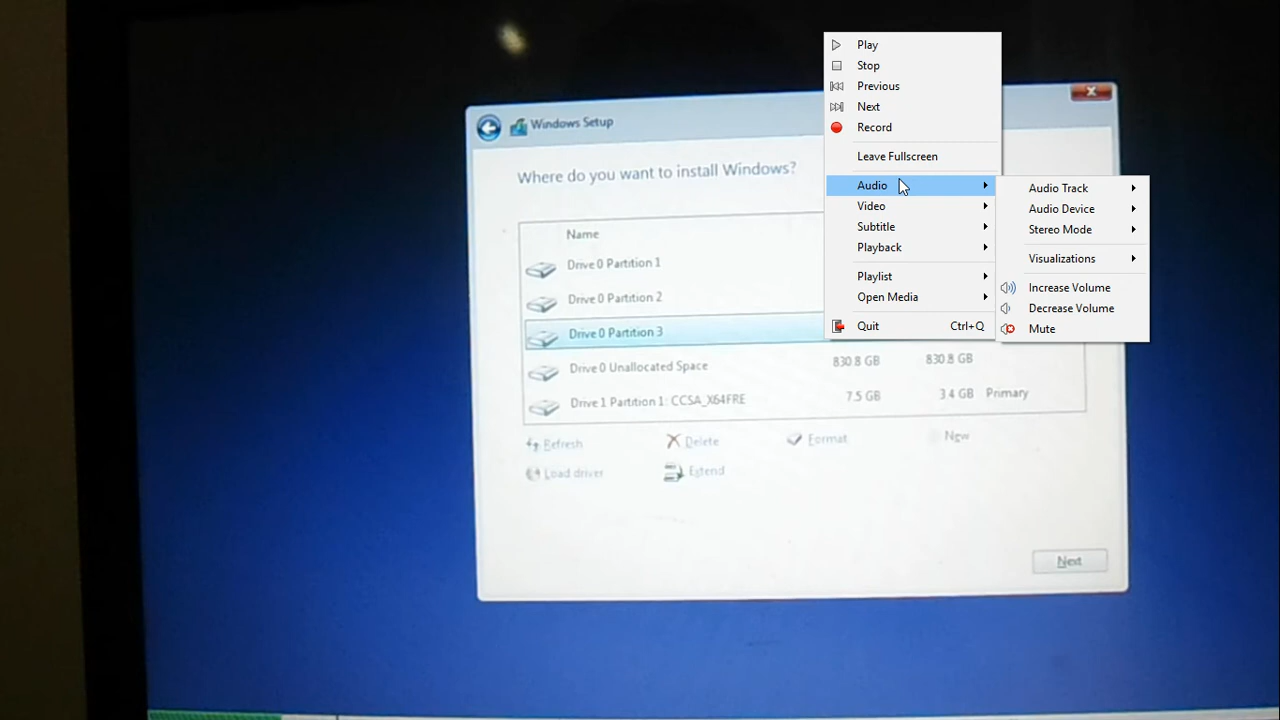 Windows Setup
Where do you want to install Windows?
Name
Drive 0 Partition 1
Drive 0 Partition 2
Drive 0 Partition 3
Drive 0 Unallocated Space 830.8 GB 830.8 GB
Drive 1 Partition 1: CCSA_X64FRE 7.5 GB 3.4 GB Primary
Refresh Delete Format New
Load driver Extend
Next
Play
Stop
Previous
Next
Record
Leave Fullscreen
Audio
Video
Subtitle
Playback
Playlist
Open Media
Quit Ctrl+Q
Audio Track
Audio Device
Stereo Mode
Visualizations
Increase Volume
Decrease Volume
Mute